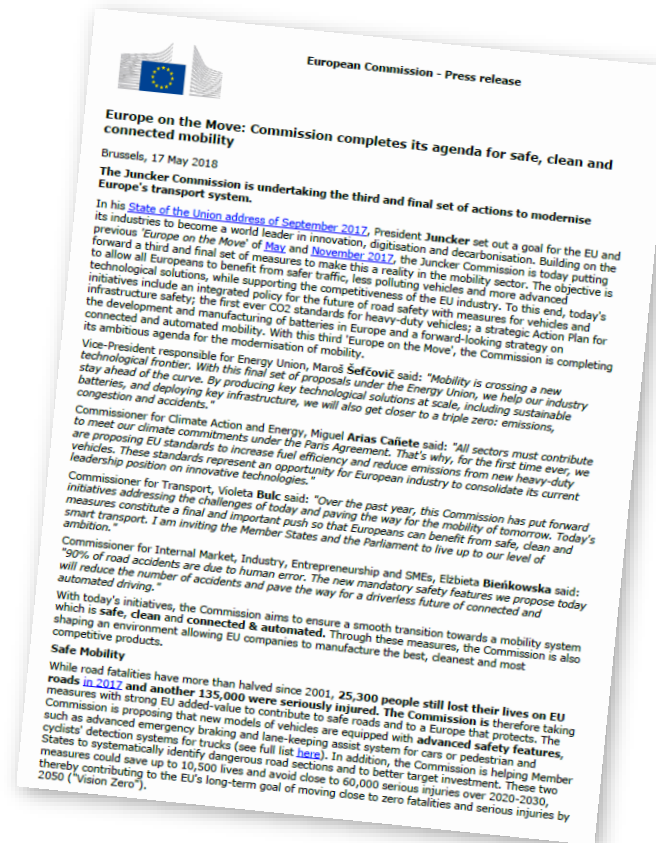 European Commission - Press release
Europe on the Move: Commission completes its agenda for safe, clean and
connected mobility
Brussels, 17 May 2018
The Juncker Commission is undertaking the third and final set of actions to modernise
Europe's transport system.
In his State of the Union address of September 2017, President Juncker set out a goal for the EU and
its industries to become a world leader in innovation, digitisation and decarbonisation. Building on the
previous 'Europe on the Move' of May and November 2017, the Juncker Commission is today putting
forward a third and final set of measures to make this a reality in the mobility sector. The objective is
to allow all Europeans to benefit from safer traffic, less polluting vehicles and more advanced
technological solutions, while supporting the competitiveness of the EU industry. To this end, today's
initiatives include an integrated policy for the future of road safety with measures for vehicles and
infrastructure safety; the first ever CO2 standards for heavy-duty vehicles; a strategic Action Plan for
the development and manufacturing of batteries in Europe and a forward-looking strategy on
connected and automated mobility. With this third 'Europe on the Move', the Commission is completing
its ambitious agenda for the modernisation of mobility.
Vice-President responsible for Energy Union, Maroš Šefčovič said: "Mobility is crossing a new
technological frontier. With this final set of proposals under the Energy Union, we help our industry
stay ahead of the curve. By producing key technological solutions at scale, including sustainable
batteries, and deploying key infrastructure, we will also get closer to a triple zero: emissions,
congestion and accidents."
Commissioner for Climate Action and Energy, Miguel Arias Cañete said: "All sectors must contribute
to meet our climate commitments under the Paris Agreement. That's why, for the first time ever, we
are proposing EU standards to increase fuel efficiency and reduce emissions from new heavy-duty
vehicles. These standards represent an opportunity for European industry to consolidate its current
leadership position on innovative technologies."
Commissioner for Transport, Violeta Bulc said: "Over the past year, this Commission has put forward
initiatives addressing the challenges of today and paving the way for the mobility of tomorrow. Today's
measures constitute a final and important push so that Europeans can benefit from safe, clean and
smart transport. I am inviting the Member States and the Parliament to live up to our level of
ambition."
Commissioner for Internal Market, Industry, Entrepreneurship and SMEs, Elżbieta Bieńkowska said:
"90% of road accidents are due to human error. The new mandatory safety features we propose today
will reduce the number of accidents and pave the way for a driverless future of connected and
automated driving."
With today's initiatives, the Commission aims to ensure a smooth transition towards a mobility system
which is safe, clean and connected & automated. Through these measures, the Commission is also
shaping an environment allowing EU companies to manufacture the best, cleanest and most
competitive products.
Safe Mobility
While road fatalities have more than halved since 2001, 25,300 people still lost their lives on EU
roads in 2017 and another 135,000 were seriously injured. The Commission is therefore taking
measures with strong EU added-value to contribute to safe roads and to a Europe that protects. The
Commission is proposing that new models of vehicles are equipped with advanced safety features,
such as advanced emergency braking and lane-keeping assist system for cars or pedestrian and
cyclists' detection systems for trucks (see full list here). In addition, the Commission is helping Member
States to systematically identify dangerous road sections and to better target investment. These two
measures could save up to 10,500 lives and avoid close to 60,000 serious injuries over 2020-2030,
thereby contributing to the EU's long-term goal of moving close to zero fatalities and serious injuries by
2050 ("Vision Zero").